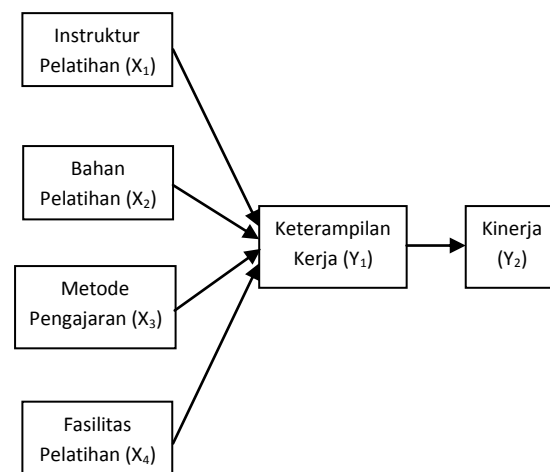 Instruktur
Pelatihan (X₁)
Bahan
Pelatihan (X₂)
Metode
Pengajaran (X₃)
Fasilitas
Pelatihan (X₄)
Keterampilan
Kerja (Y₁)
Kinerja
(Y₂)